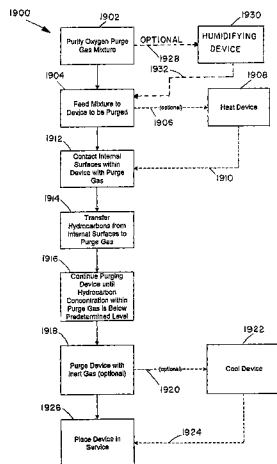 1900
1902
Purify Oxygen Purge
Gas Mixture
OPTIONAL
1928
1930
HUMIDIFYING
DEVICE
1932
1904
Feed Mixture to
Device to be Purged
(optional)
1906
1908
Heat Device
1910
1912
Contact Internal
Surfaces within
Device with Purge
Gas
1914
Transfer
Hydrocarbons from
Internal Surfaces to
Purge Gas
1916
Continue Purging
Device until
Hydrocarbon
Concentration within
Purge Gas is Below
Predetermined Level
1918
Purge Device with
Inert Gas (optional)
(optional)
1920
1922
Cool Device
1924
1926
Place Device in
Service